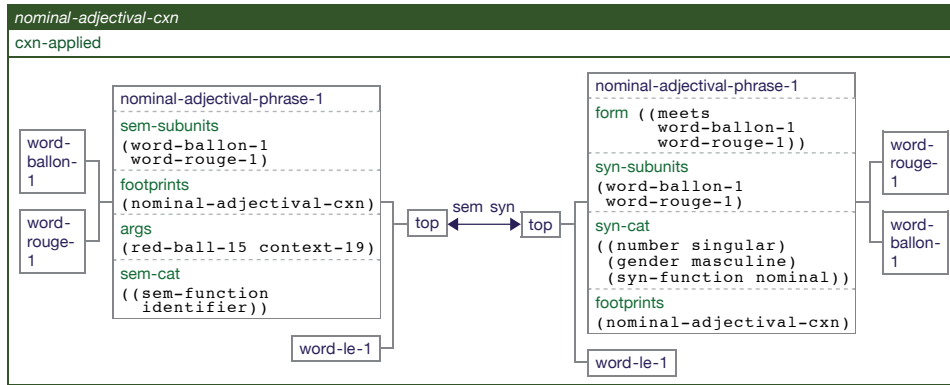 nominal-adjectival-cxn
cxn-applied
word-
ballon-
1
word-
rouge-
1
nominal-adjectival-phrase-1
sem-subunits
(word-ballon-1
word-rouge-1)
footprints
(nominal-adjectival-cxn)
args
(red-ball-15 context-19)
sem-cat
((sem-function
identifier))
word-le-1
top
sem syn
top
nominal-adjectival-phrase-1
form ((meets
word-ballon-1
word-rouge-1))
syn-subunits
(word-ballon-1
word-rouge-1)
syn-cat
((number singular)
(gender masculine)
(syn-function nominal))
footprints
(nominal-adjectival-cxn)
word-le-1
word-
rouge-
1
word-
ballon-
1